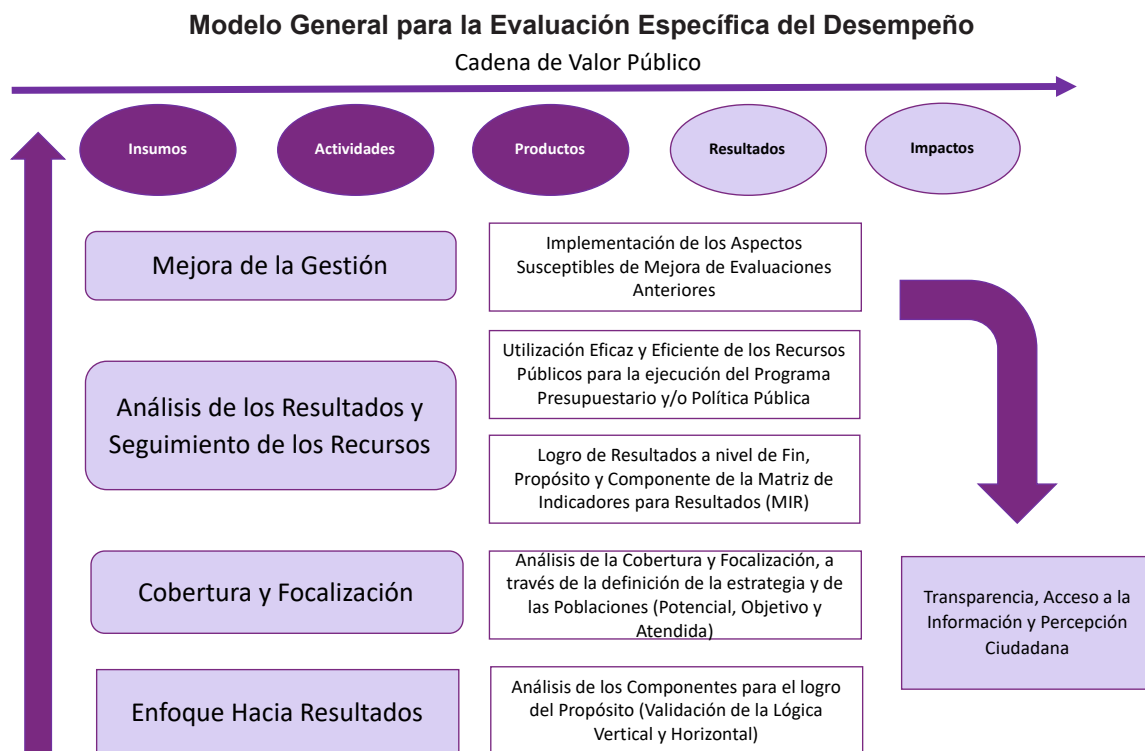 Modelo General para la Evaluación Específica del Desempeño
Cadena de Valor Público
Insumos
Actividades
Productos
Resultados
Impactos
Mejora de la Gestión
Implementación de los Aspectos
Susceptibles de Mejora de Evaluaciones
Anteriores
Análisis de los Resultados y
Seguimiento de los Recursos
Utilización Eficaz y Eficiente de los Recursos
Públicos para la ejecución del Programa
Presupuestario y/o Política Pública
Logro de Resultados a nivel de Fin,
Propósito y Componente de la Matriz de
Indicadores para Resultados (MIR)
Cobertura y Focalización
Análisis de la Cobertura y Focalización, a
través de la definición de la estrategia y de
las Poblaciones (Potencial, Objetivo y
Atendida)
Transparencia, Acceso a la
Información y Percepción
Ciudadana
Enfoque Hacia Resultados
Análisis de los Componentes para el logro
del Propósito (Validación de la Lógica
Vertical y Horizontal)